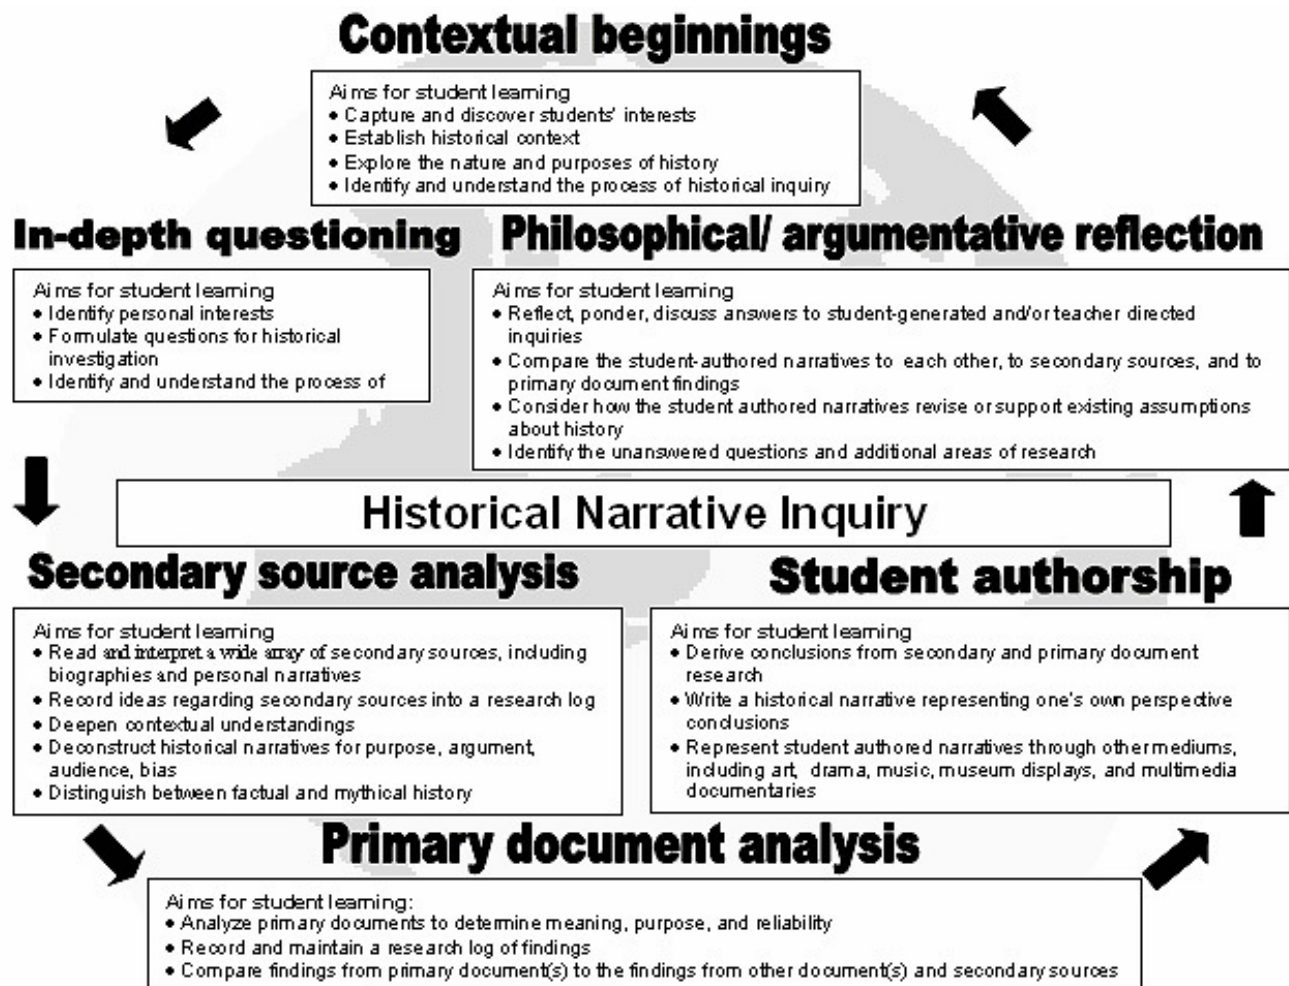 Contextual beginnings
Aims for student learning
• Capture and discover students' interests
• Establish historical context
• Explore the nature and purposes of history
• Identify and understand the process of historical inquiry
In-depth questioning
Aims for student learning
• Identify personal interests
• Formulate questions for historical
investigation
• Identify and understand the process of
Philosophical/ argumentative reflection
Aims for student learning
• Reflect, ponder, discuss answers to student-generated and/or teacher directed
inquiries
• Compare the student-authored narratives to each other, to secondary sources, and to
primary document findings
• Consider how the student authored narratives revise or support existing assumptions
about history
• Identify the unanswered questions and additional areas of research
Historical Narrative Inquiry
Secondary source analysis
Aims for student learning
• Read and interpret a wide array of secondary sources, including
biographies and personal narratives
• Record ideas regarding secondary sources into a research log
• Deepen contextual understandings
• Deconstruct historical narratives for purpose, argument,
audience, bias
• Distinguish between factual and mythical history
Student authorship
Aims for student learning
• Derive conclusions from secondary and primary document
research
• Write a historical narrative representing one's own perspective
conclusions
• Represent student authored narratives through other mediums,
including art, drama, music, museum displays, and multimedia
documentaries
Primary document analysis
Aims for student learning:
• Analyze primary documents to determine meaning, purpose, and reliability
• Record and maintain a research log of findings
• Compare findings from primary document(s) to the findings from other document(s) and secondary sources